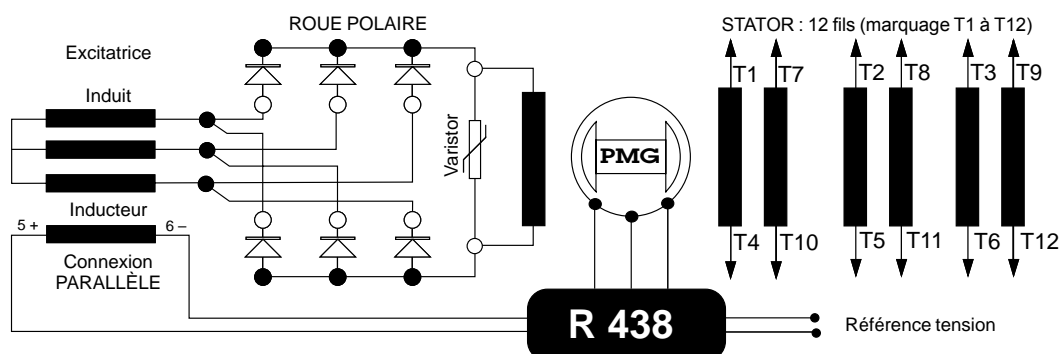 ROUE POLAIRE
STATOR : 12 fils (marquage T1 à T12)
Excitatrice
T1 T7 T2 T8 T3 T9
Induit
Varistor
PMG
Inducteur
5 + 6 –
T4 T10 T5 T11 T6 T12
Connexion
PARALLÈLE
R 438
Référence tension